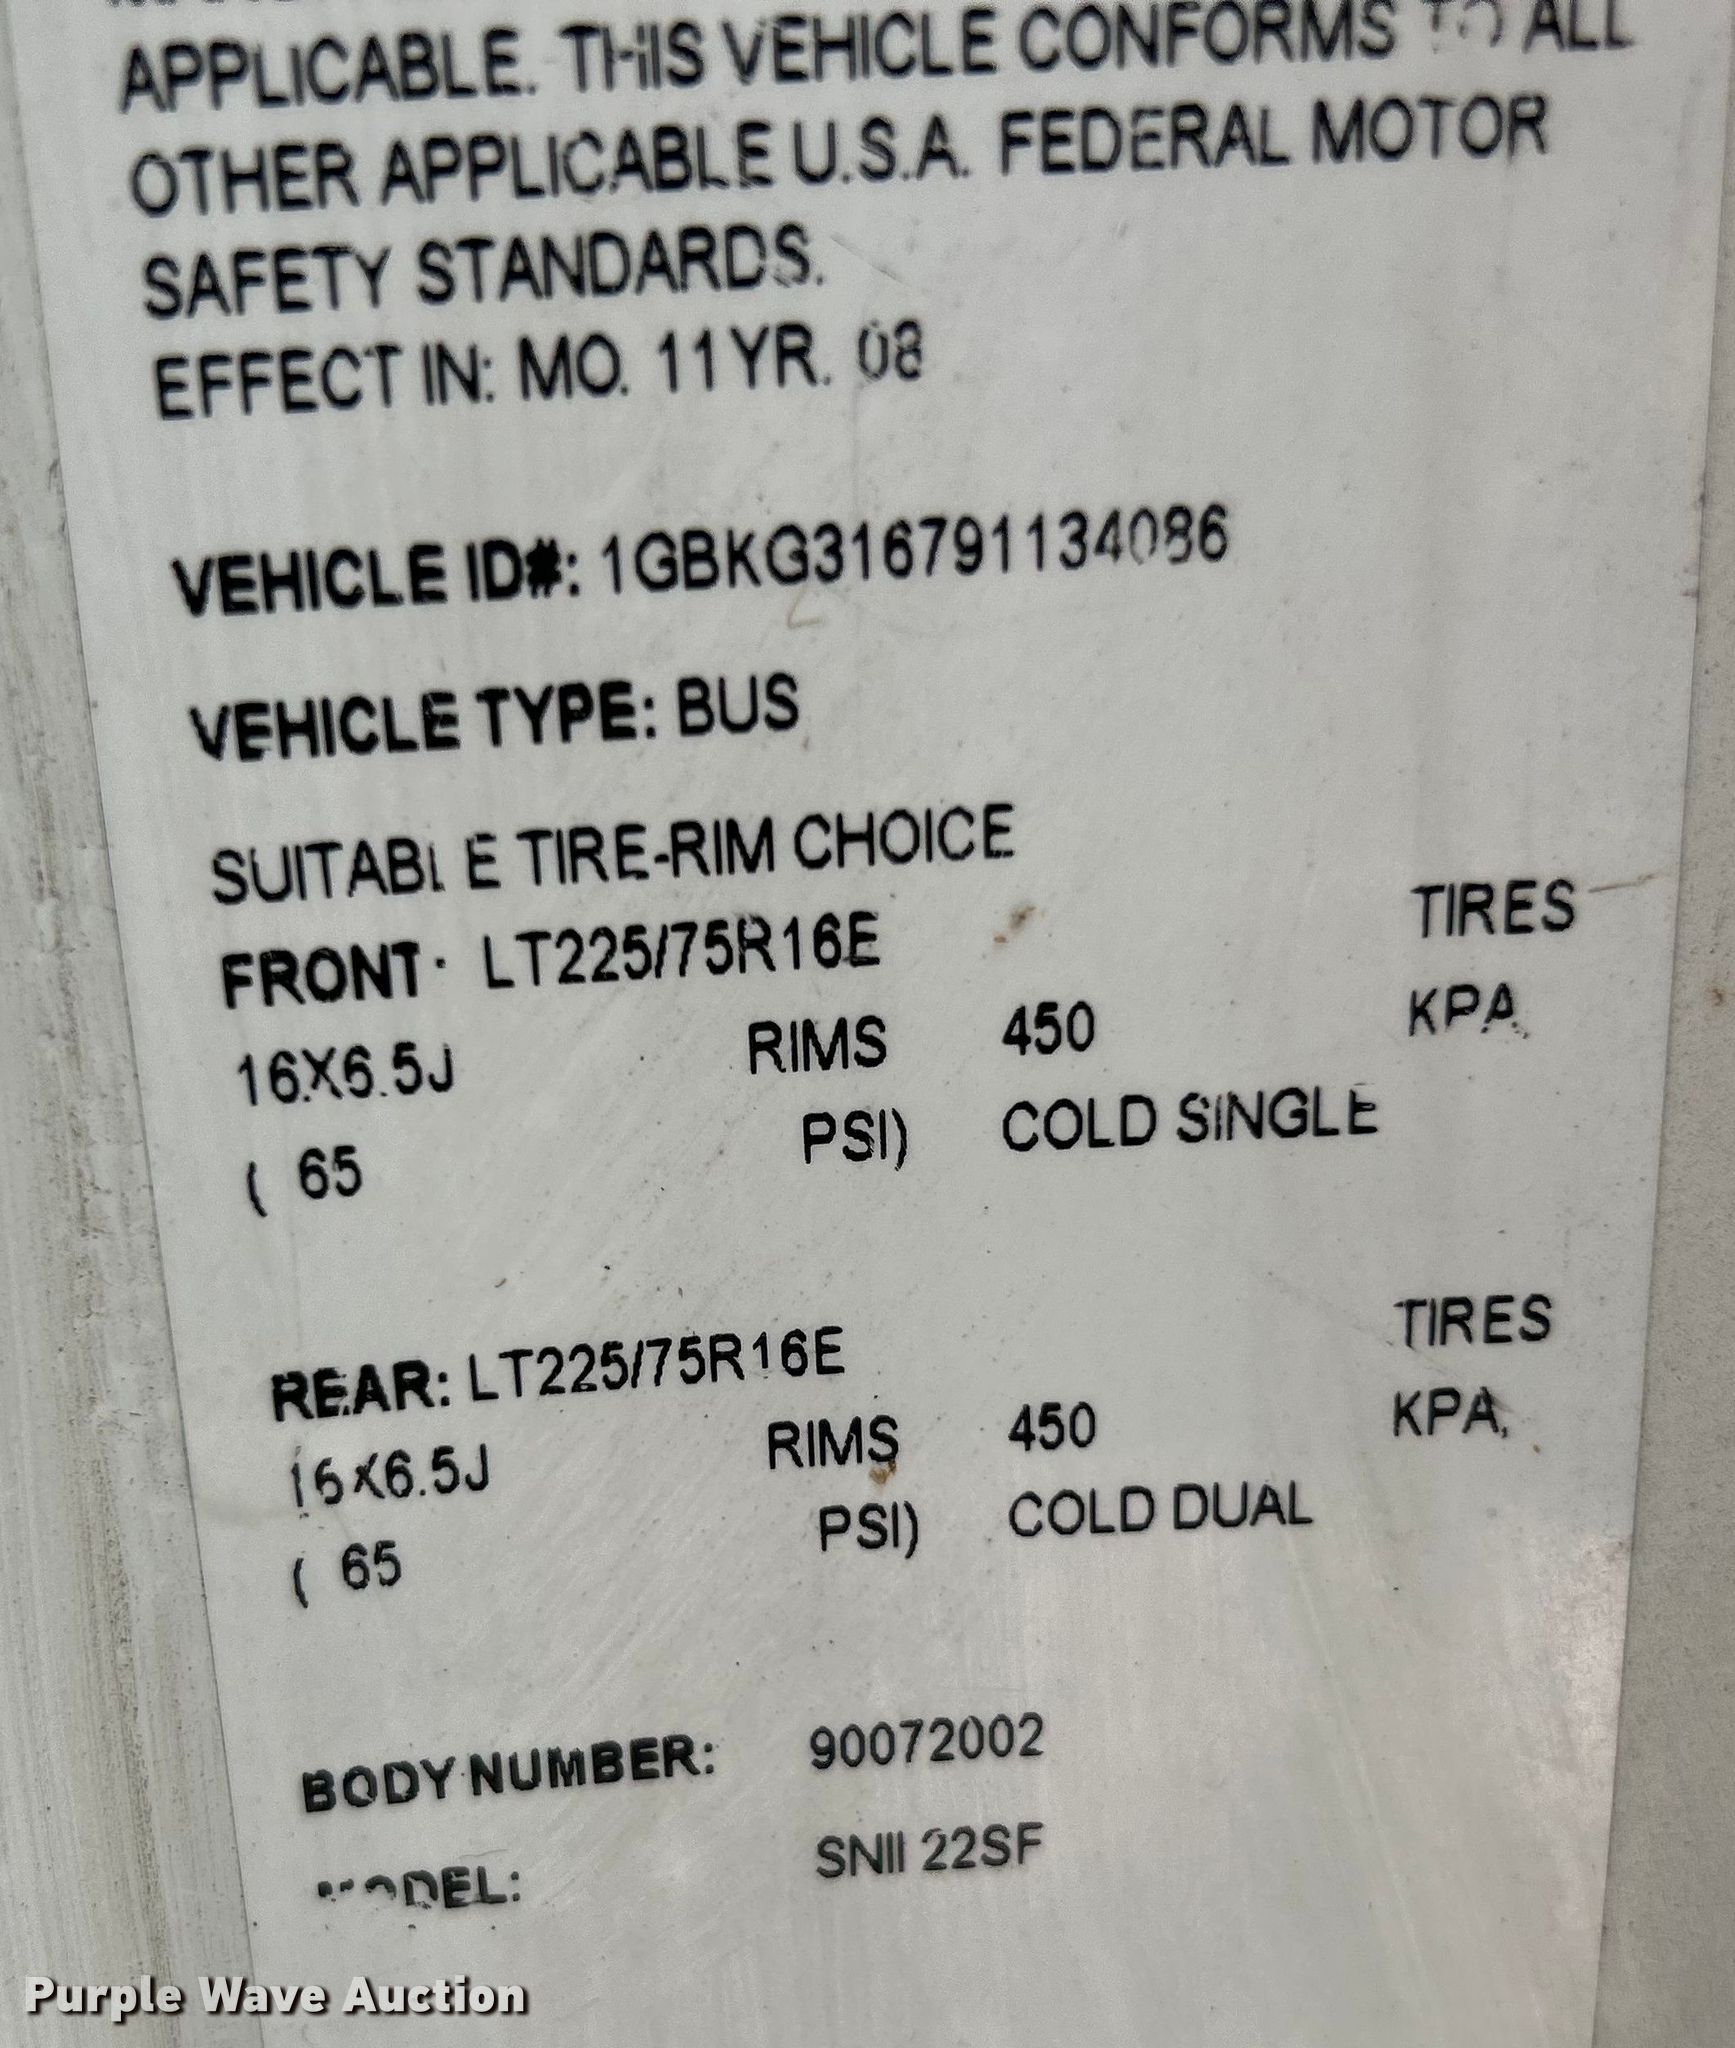 APPLICABLE. THIS VEHICLE CONFORMS TO ALL
OTHER APPLICABLE U.S.A. FEDERAL MOTOR
SAFETY STANDARDS.
EFFECT IN: MO. 11 YR. 08
VEHICLE ID#: 1GBKG316791134086
VEHICLE TYPE: BUS
SUITABLE TIRE-RIM CHOICE
FRONT: LT225/75R16E TIRES
16X6.5J RIMS 450 KPA,
( 65 PSI) COLD SINGLE
REAR: LT225/75R16E TIRES
16X6.5J RIMS 450 KPA,
( 65 PSI) COLD DUAL
BODY NUMBER: 90072002
MODEL: SNII 22SF
Purple Wave Auction